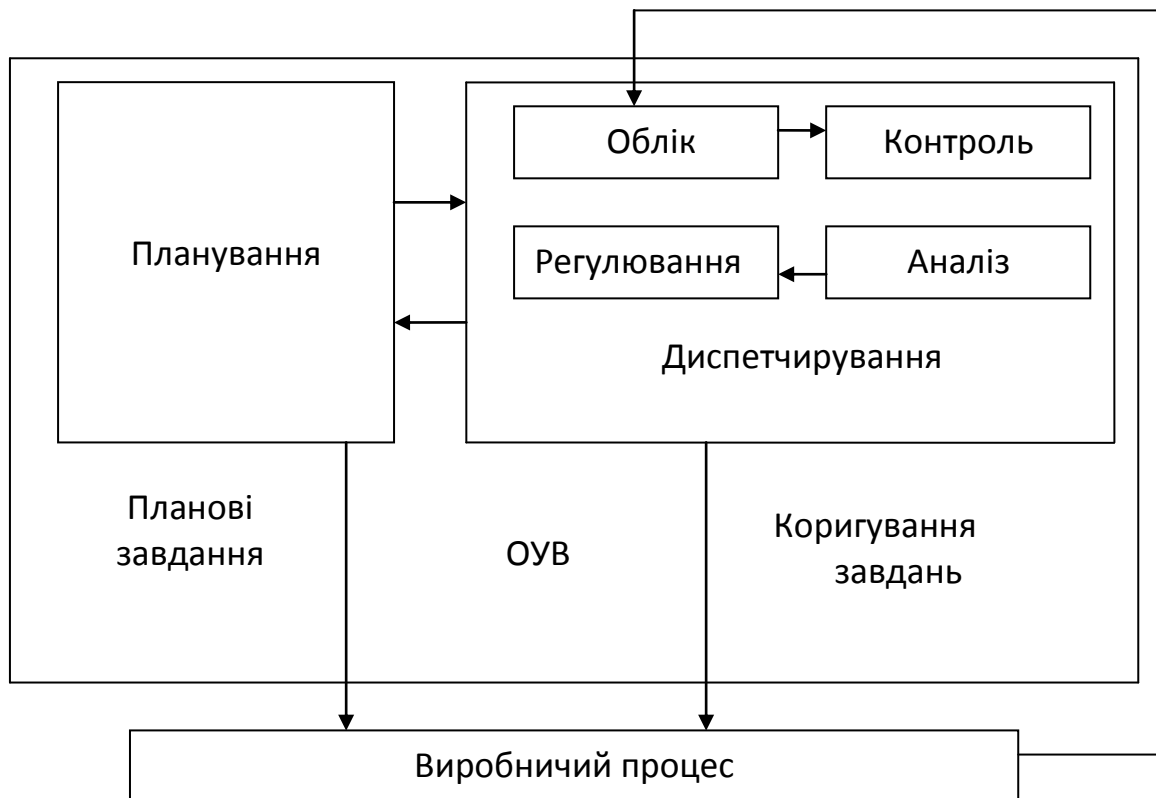 Облік
Контроль
Планування
Регулювання
Аналіз
Диспетчирування
Планові
завдання
ОУВ
Коригування
завдань
Виробничий процес